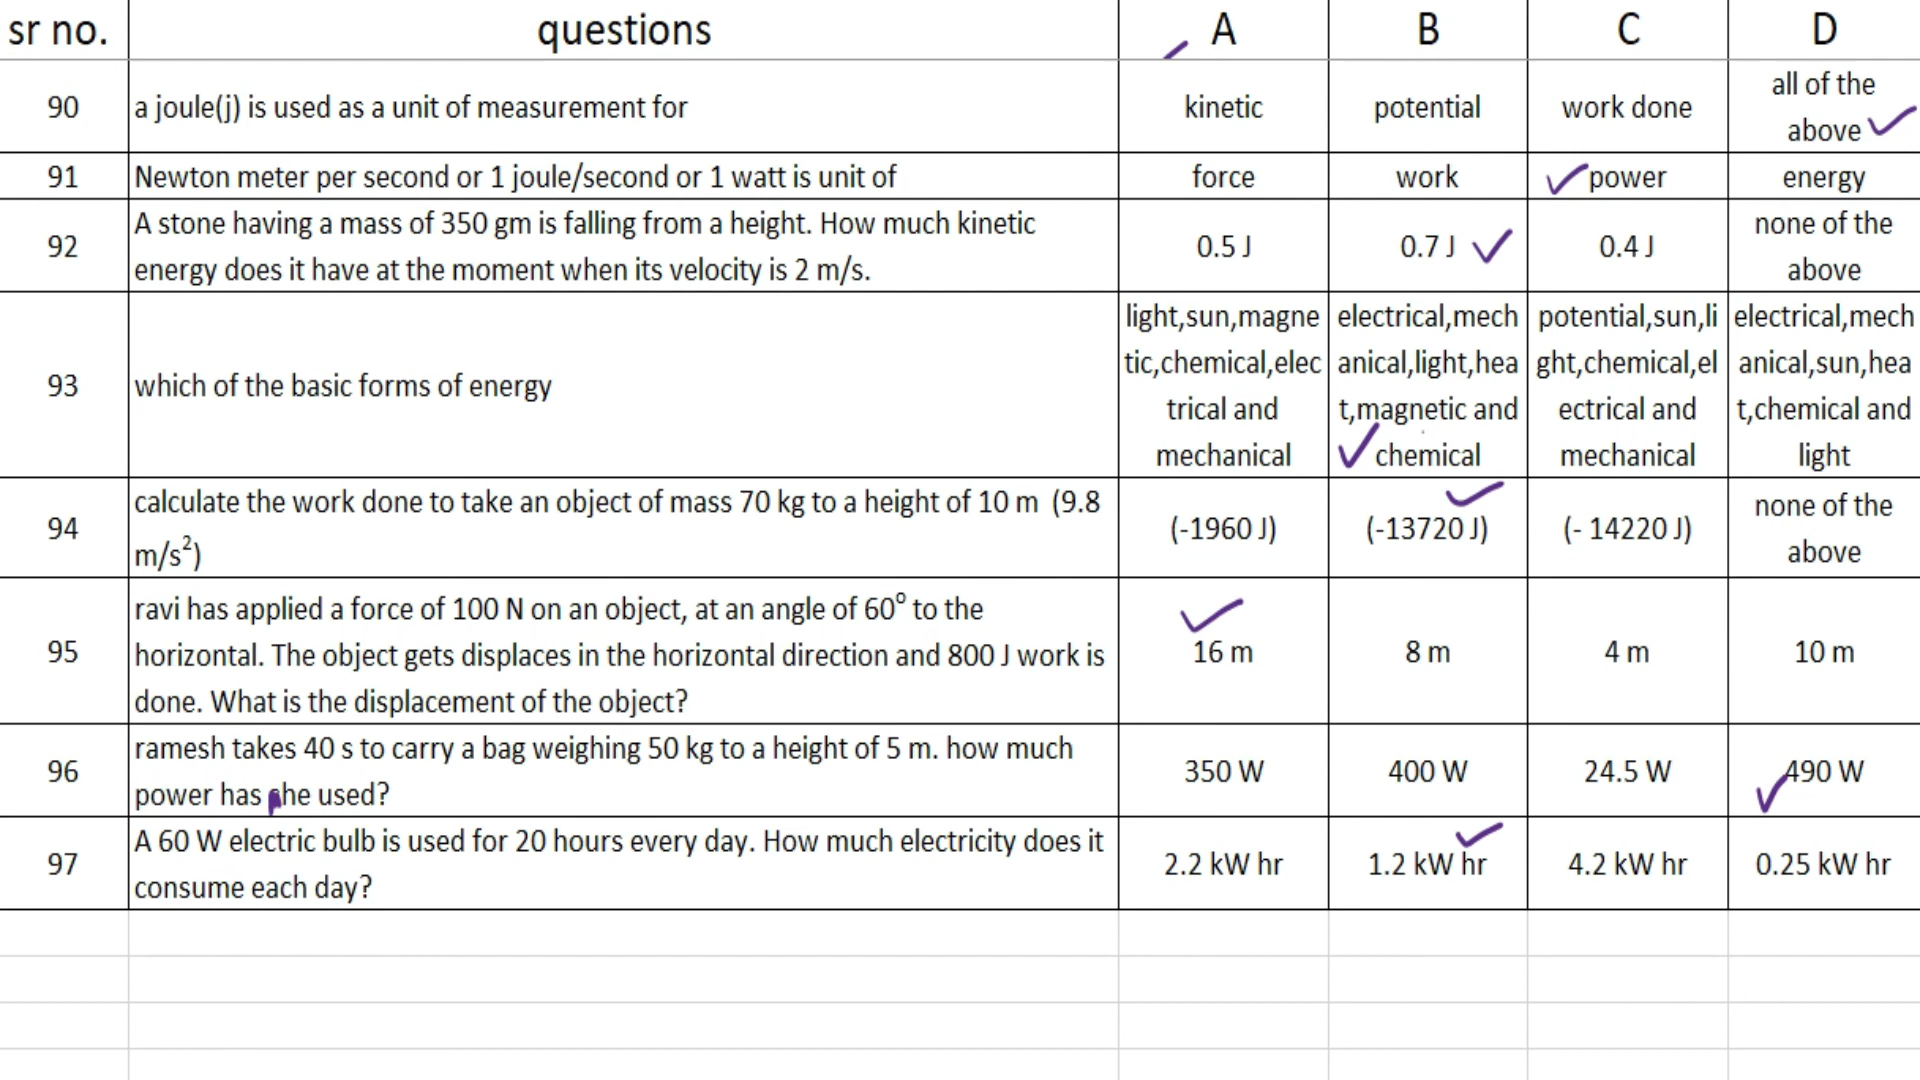 sr no. questions A B C D
90 a joule(j) is used as a unit of measurement for kinetic potential work done all of the
above
91 Newton meter per second or 1 joule/second or 1 watt is unit of force work power energy
92 A stone having a mass of 350 gm is falling from a height. How much kinetic
energy does it have at the moment when its velocity is 2 m/s. 0.5 J 0.7 J 0.4 J none of the
above
93 which of the basic forms of energy
light,sun,magne
tic,chemical,elec
trical and
mechanical
electrical,mech
anical,light,hea
t,magnetic and
chemical
potential,sun,li
ght,chemical,el
ectrical and
mechanical
electrical,mech
anical,sun,hea
t,chemical and
light
94 calculate the work done to take an object of mass 70 kg to a height of 10 m (9.8
m/s²) (-1960 J) (-13720 J) (- 14220 J) none of the
above
95 ravi has applied a force of 100 N on an object, at an angle of 60° to the
horizontal. The object gets displaces in the horizontal direction and 800 J work is
done. What is the displacement of the object? 16 m 8 m 4 m 10 m
96 ramesh takes 40 s to carry a bag weighing 50 kg to a height of 5 m. how much
power has he used? 350 W 400 W 24.5 W 490 W
97 A 60 W electric bulb is used for 20 hours every day. How much electricity does it
consume each day? 2.2 kW hr 1.2 kW hr 4.2 kW hr 0.25 kW hr